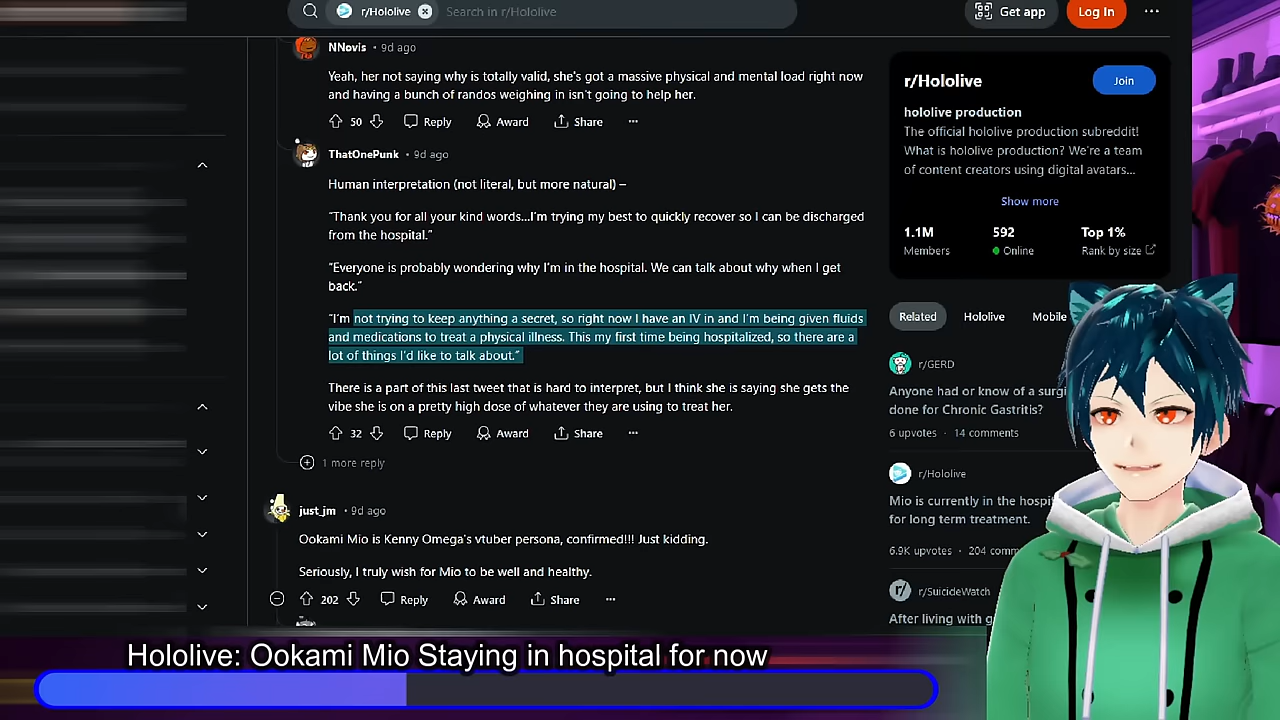 r/Hololive
Search in r/Hololive
Get app
Log In
NNovis • 9d ago
Yeah, her not saying why is totally valid, she's got a massive physical and mental load right now
and having a bunch of randos weighing in isn't going to help her.
50
Reply
Award
Share
ThatOnePunk • 9d ago
Human interpretation (not literal, but more natural) –
"Thank you for all your kind words...I'm trying my best to quickly recover so I can be discharged
from the hospital."
"Everyone is probably wondering why I'm in the hospital. We can talk about why when I get
back."
"I'm not trying to keep anything a secret, so right now I have an IV in and I'm being given fluids
and medications to treat a physical illness. This my first time being hospitalized, so there are a
lot of things I'd like to talk about."
There is a part of this last tweet that is hard to interpret, but I think she is saying she gets the
vibe she is on a pretty high dose of whatever they are using to treat her.
32
Reply
Award
Share
1 more reply
just_jm • 9d ago
Ookami Mio is Kenny Omega's vtuber persona, confirmed!!! Just kidding.
Seriously, I truly wish for Mio to be well and healthy.
202
Reply
Award
Share
r/Hololive
Join
hololive production
The official hololive production subreddit!
What is hololive production? We're a team
of content creators using digital avatars...
Show more
1.1M
592
Top 1%
Members
Online
Rank by size
Related
Hololive
Mobile
r/GERD
Anyone had or know of a surgi
done for Chronic Gastritis?
6 upvotes · 14 comments
r/Hololive
Mio is currently in the hospi
for long term treatment.
6.9K upvotes · 204 comm
r/SuicideWatch
After living with g
Hololive: Ookami Mio Staying in hospital for now